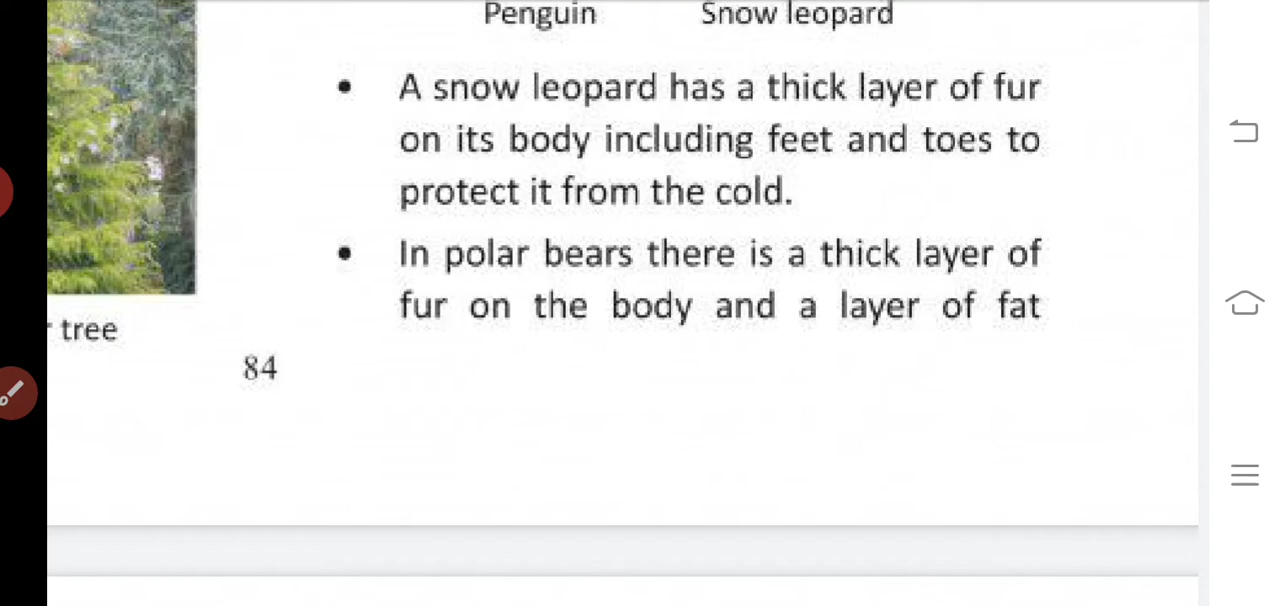 Penguin Snow leopard
• A snow leopard has a thick layer of fur
on its body including feet and toes to
protect it from the cold.
• In polar bears there is a thick layer of
fur on the body and a layer of fat
tree
84